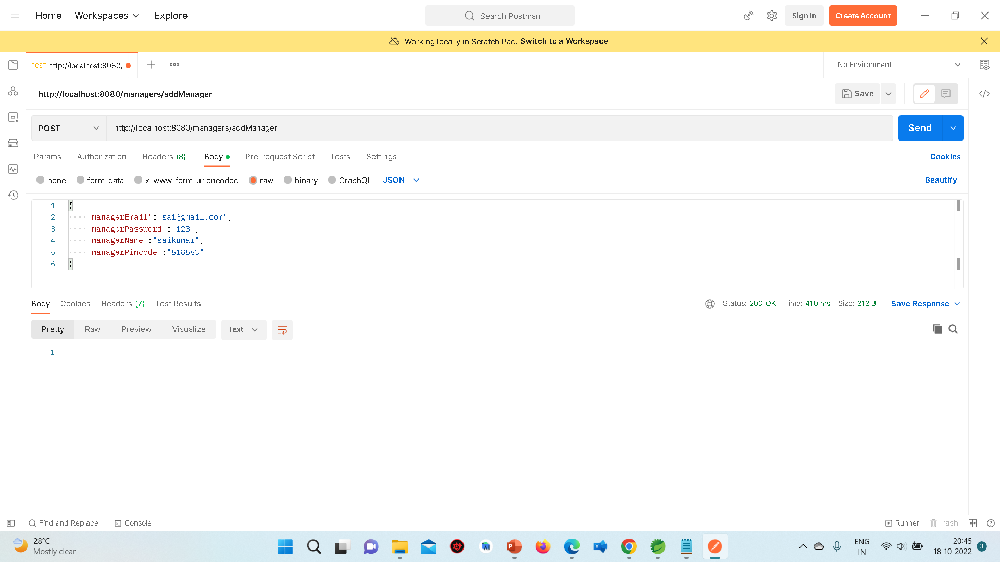 Home Workspaces Explore Search Postman Sign In Create Account
Working locally in Scratch Pad. Switch to a Workspace
POST http://localhost:8080, No Environment
http://localhost:8080/managers/addManager Save
POST http://localhost:8080/managers/addManager Send
Params Authorization Headers (8) Body Pre-request Script Tests Settings Cookies
none form-data x-www-form-urlencoded raw binary GraphQL JSON Beautify
1 {
2 "managerEmail":"sai@gmail.com",
3 "managerPassword":"123",
4 "managerName":"saikumar",
5 "managerPincode":"518563"
6 }
Body Cookies Headers (7) Test Results Status: 200 OK Time: 410 ms Size: 212 B Save Response
Pretty Raw Preview Visualize Text
1
Find and Replace Console Runner Trash
28°C
Mostly clear
ENG
IN
20:45
18-10-2022
3